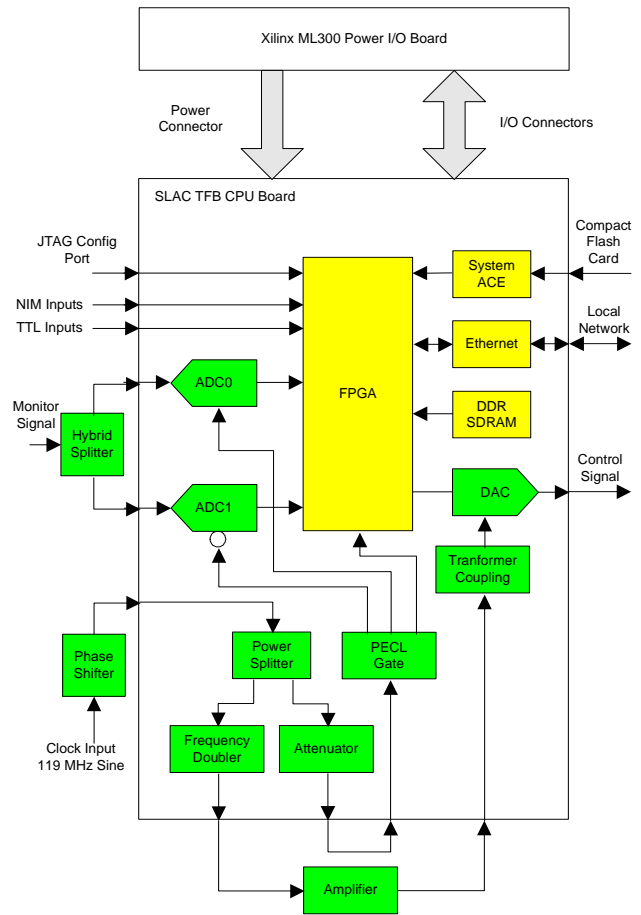 Xilinx ML300 Power I/O Board
Power
Connector
I/O Connectors
SLAC TFB CPU Board
JTAG Config
Port
Compact
Flash
Card
System
ACE
NIM Inputs
TTL Inputs
Local
Network
Ethernet
ADC0
FPGA
DDR
SDRAM
Monitor
Signal
Hybrid
Splitter
Control
Signal
ADC1
DAC
Tranformer
Coupling
Phase
Shifter
Power
Splitter
PECL
Gate
Clock Input
119 MHz Sine
Frequency
Doubler
Attenuator
Amplifier